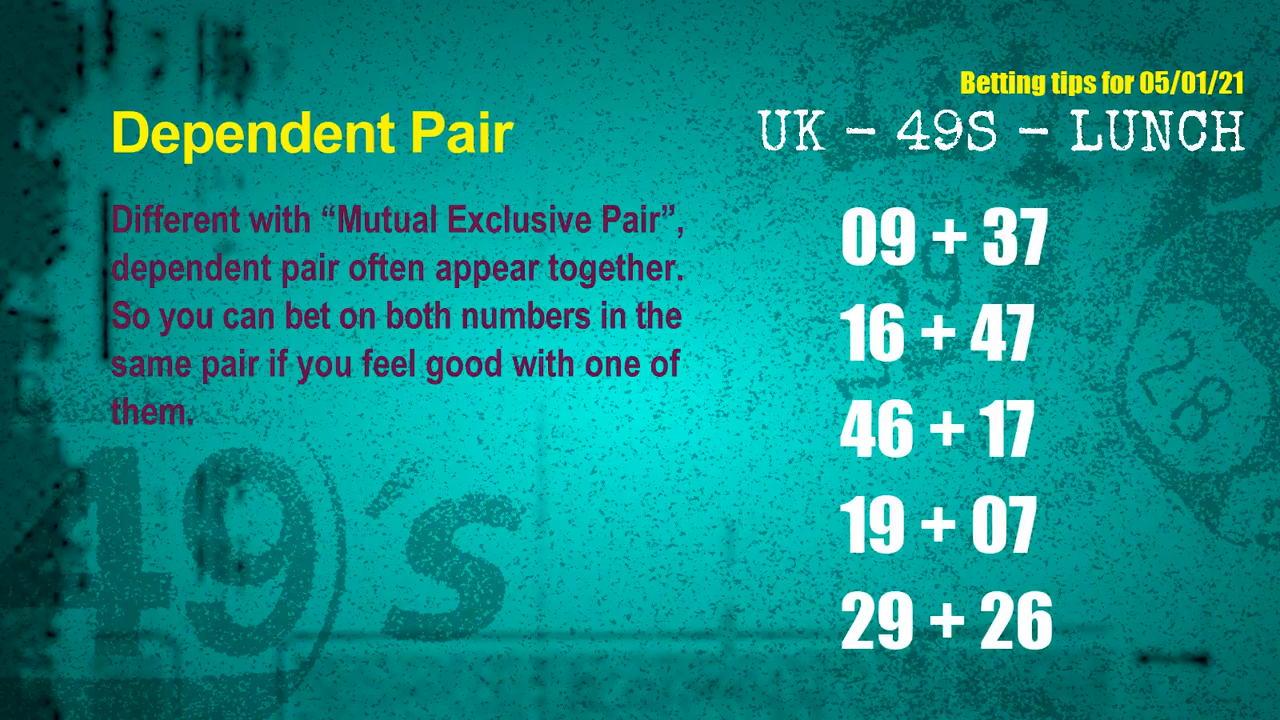 Betting tips for 05/01/21
UK - 49S - LUNCH
Dependent Pair
Different with “Mutual Exclusive Pair”,
dependent pair often appear together.
So you can bet on both numbers in the
same pair if you feel good with one of
them.
09 + 37
16 + 47
46 + 17
19 + 07
29 + 26
49's
28